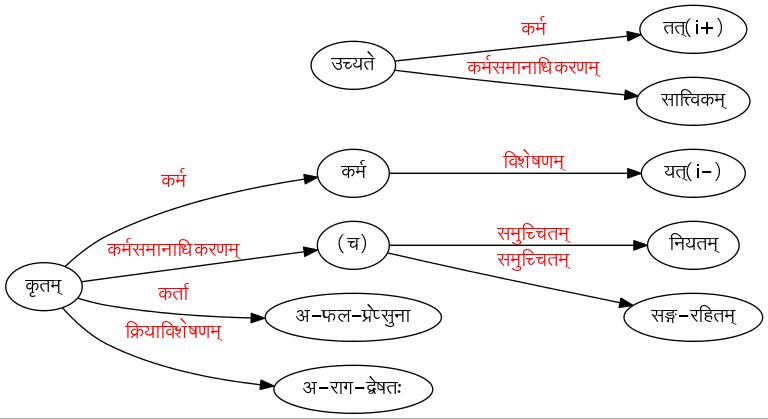 कर्म
तत्(i+)
उच्यते
कर्मसमानाधिकरणम्
सात्त्विकम्
कर्म
कर्म
विशेषणम्
यत्(i-)
कर्मसमानाधिकरणम्
(च)
समुच्चितम्
नियतम्
समुच्चितम्
कृतम्
कर्ता
अ-फल-प्रेप्सुना
सङ्ग-रहितम्
क्रियाविशेषणम्
अ-राग-द्वेषतः